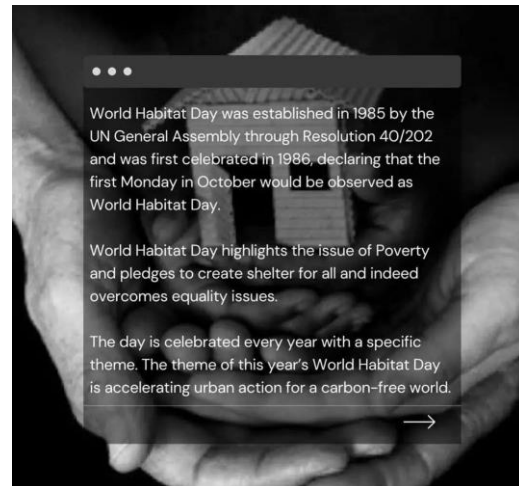 World Habitat Day was established in 1985 by the
UN General Assembly through Resolution 40/202
and was first celebrated in 1986, declaring that the
first Monday in October would be observed as
World Habitat Day.
World Habitat Day highlights the issue of Poverty
and pledges to create shelter for all and indeed
overcomes equality issues.
The day is celebrated every year with a specific
theme. The theme of this year’s World Habitat Day
is accelerating urban action for a carbon-free world.